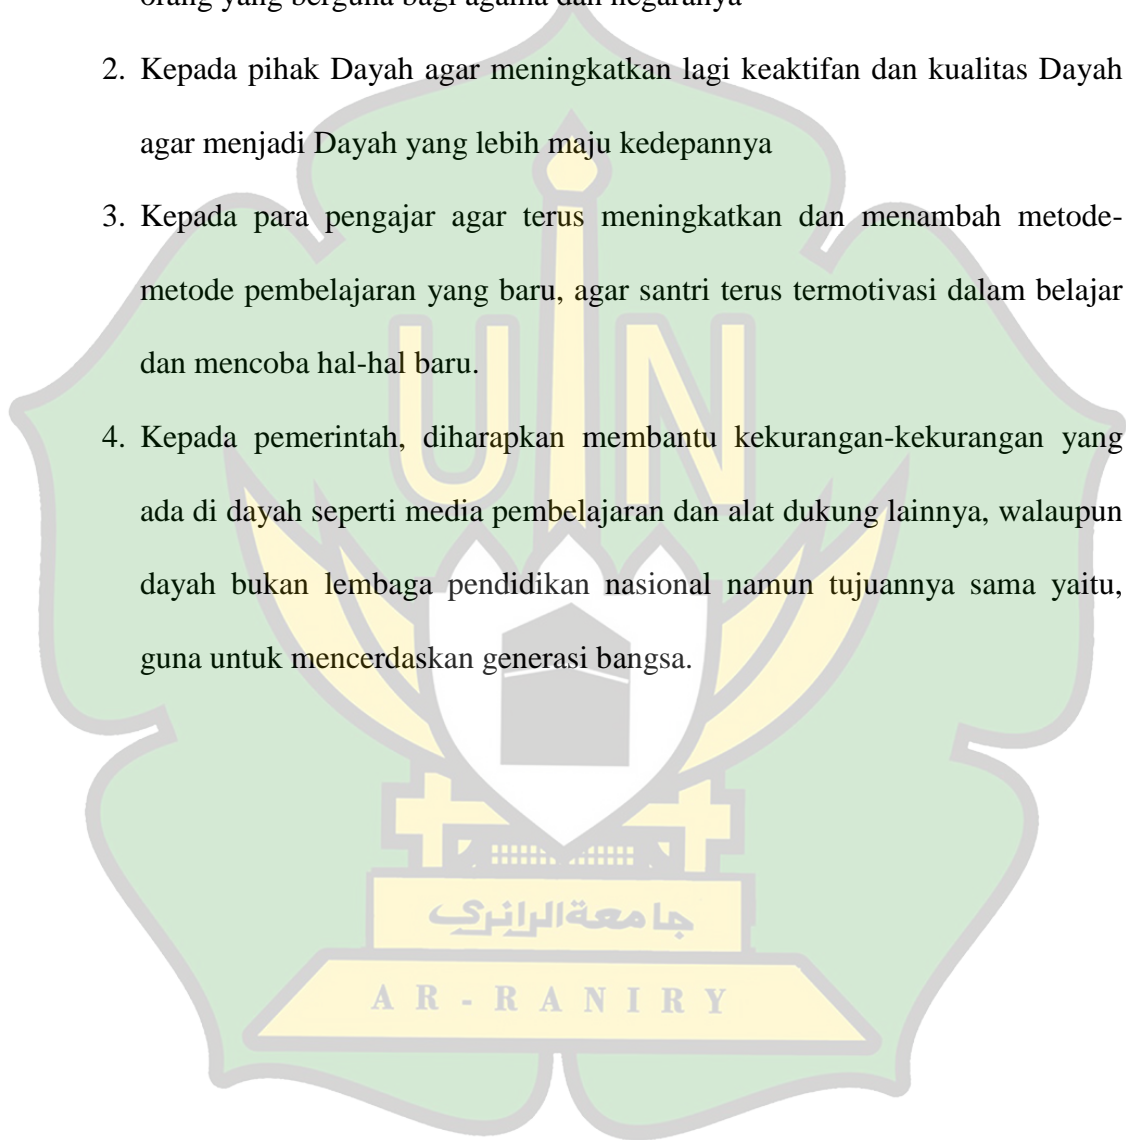 orang yang berguna bagi agama dan negaranya
2. Kepada pihak Dayah agar meningkatkan lagi keaktifan dan kualitas Dayah
agar menjadi Dayah yang lebih maju kedepannya
3. Kepada para pengajar agar terus meningkatkan dan menambah metode-
metode pembelajaran yang baru, agar santri terus termotivasi dalam belajar
dan mencoba hal-hal baru.
4. Kepada pemerintah, diharapkan membantu kekurangan-kekurangan yang
ada di dayah seperti media pembelajaran dan alat dukung lainnya, walaupun
dayah bukan lembaga pendidikan nasional namun tujuannya sama yaitu,
guna untuk mencerdaskan generasi bangsa.
UIN
جامعة الرانري
AR-RANIRY